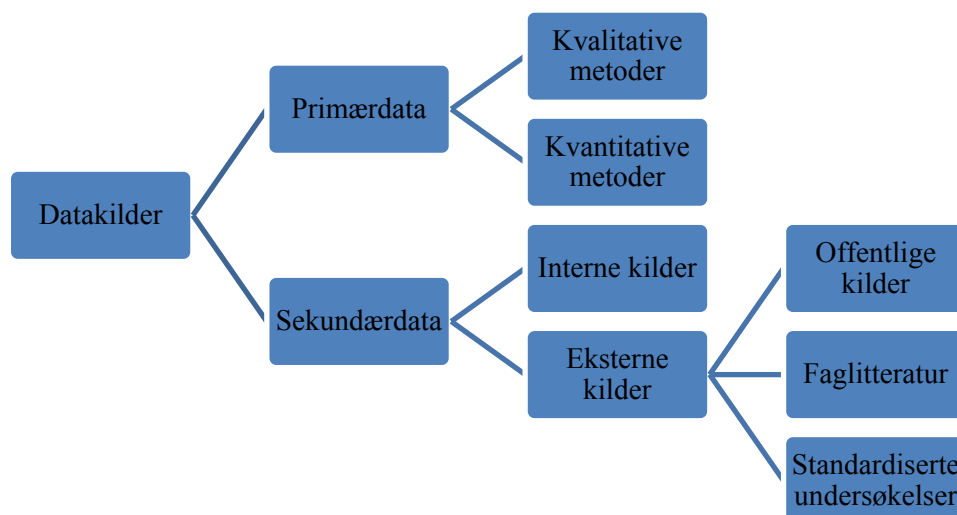 Datakilder
Primærdata
Kvalitative
metoder
Kvantitative
metoder
Sekundærdata
Interne kilder
Eksterne
kilder
Offentlige
kilder
Faglitteratur
Standardiserte
undersøkelser